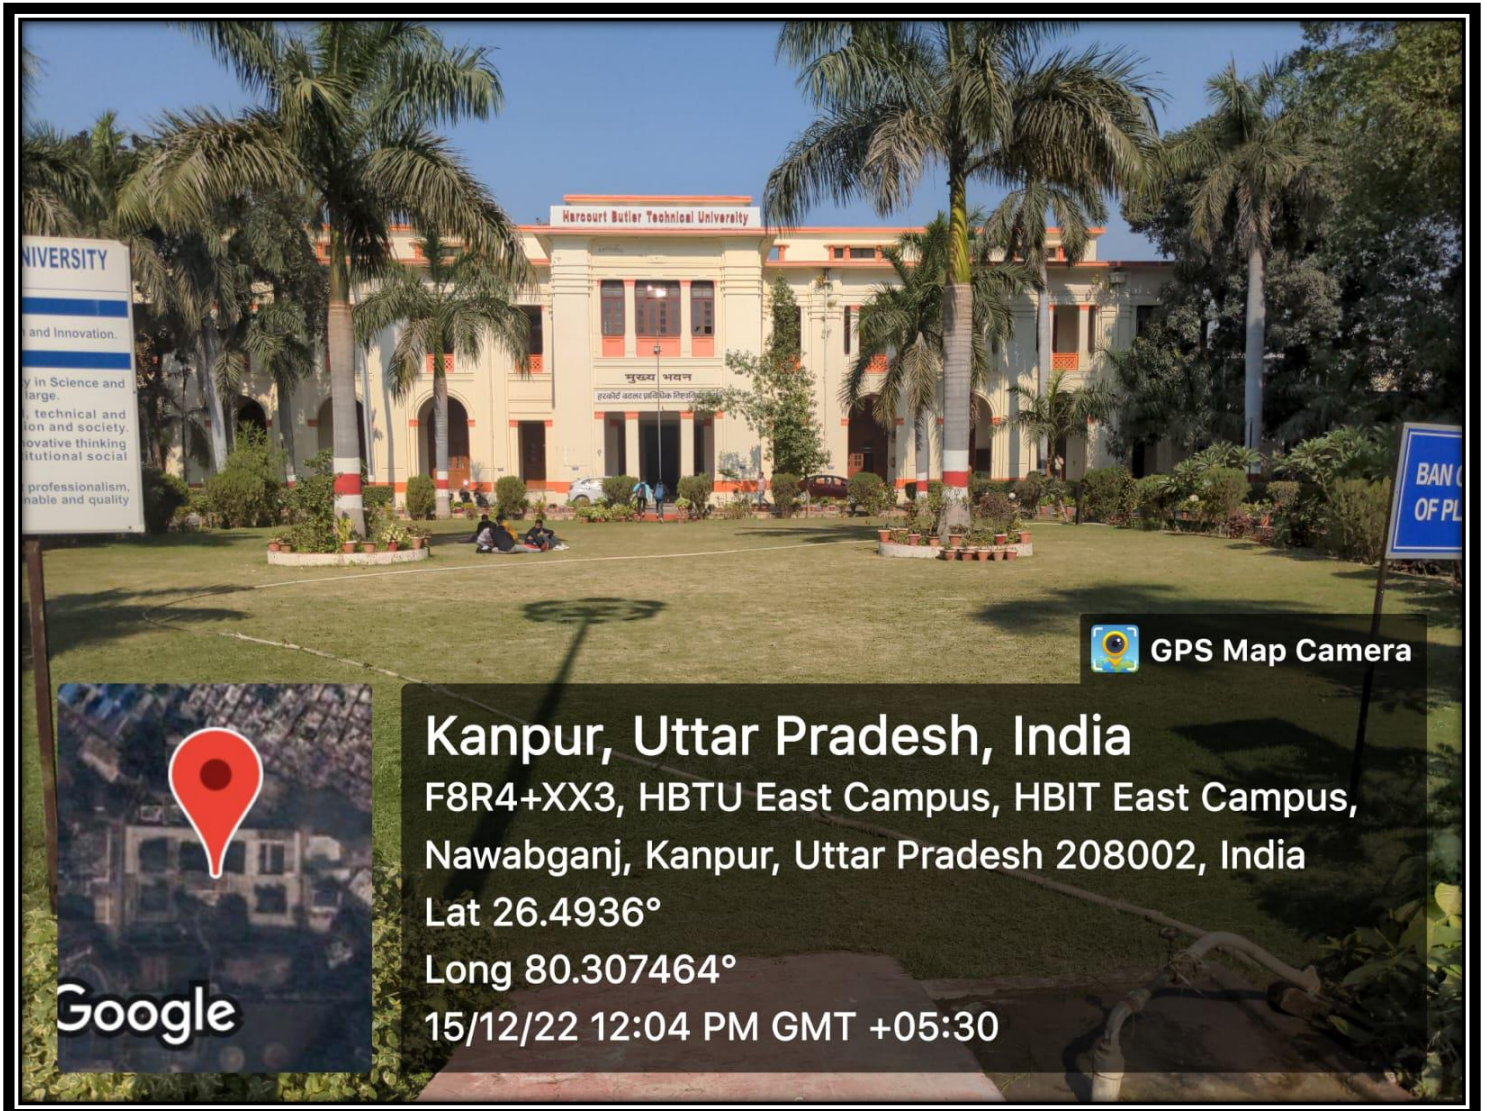 Harcourt Butler Technical University
मुख्य भवन
हरकोर्ट बटलर प्राविधिक
NIVERSITY
and Innovation.
y in Science and
large.
, technical and
ion and society.
ovative thinking
itutional social
professionalism,
nable and quality
BAN
OF PL
GPS Map Camera
Kanpur, Uttar Pradesh, India
F8R4+XX3, HBTU East Campus, HBIT East Campus,
Nawabganj, Kanpur, Uttar Pradesh 208002, India
Lat 26.4936°
Long 80.307464°
15/12/22 12:04 PM GMT +05:30
Google